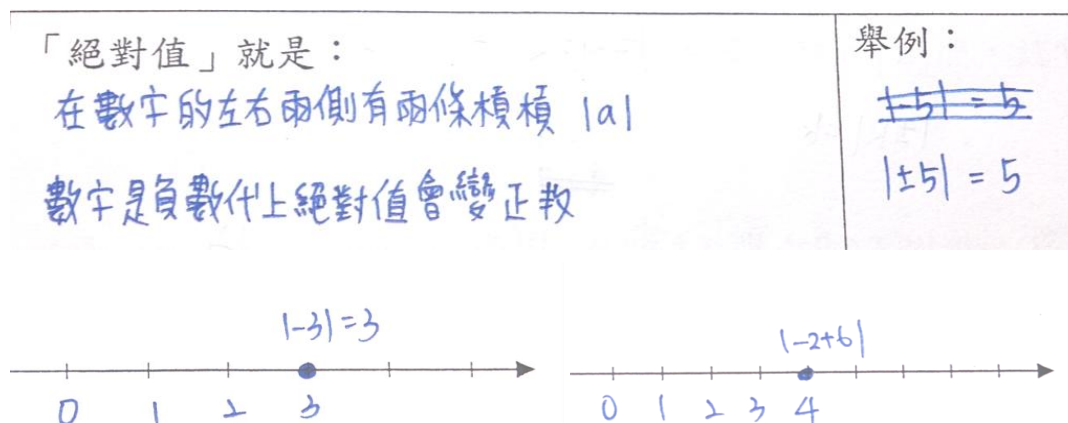 「絕對值」就是：
在數字的左右兩側有兩條槓槓 |a|
數字是負數代上絕對值會變正数
舉例：
|-5| = 5
|±5| = 5
|-3|=3
0 1 2 3
|-2+6|
0 1 2 3 4